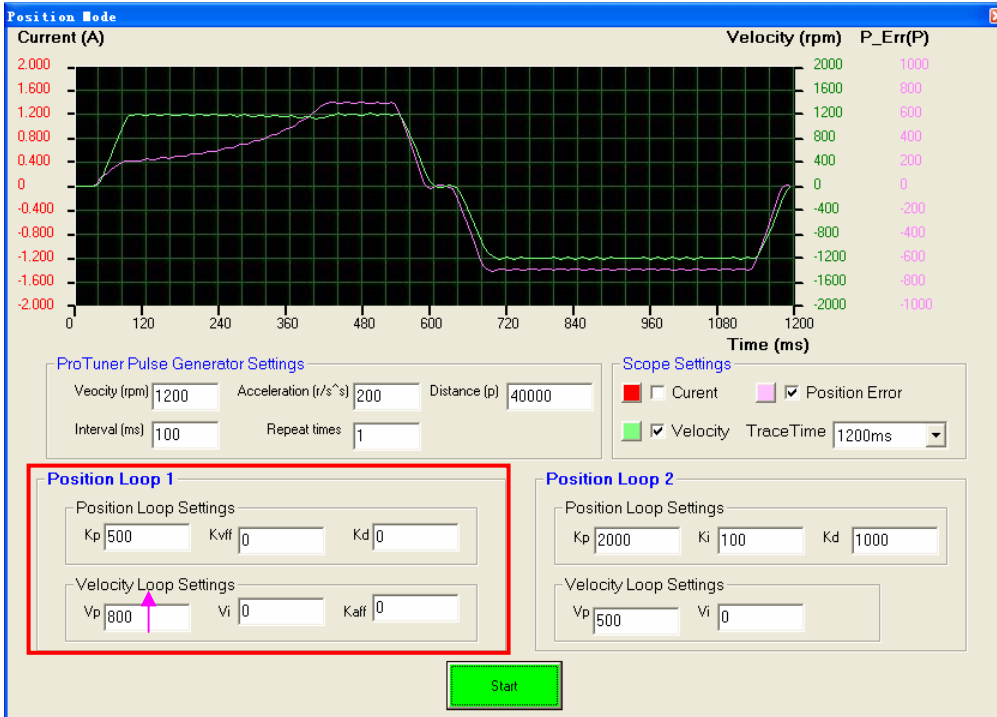 Position Mode
Current (A) Velocity (rpm) P_Err(P)
2.000 2000 1000
1.600 1600 800
1.200 1200 600
0.800 800 400
0.400 400 200
0 0 0
-0.400 -400 -200
-0.800 -800 -400
-1.200 -1200 -600
-1.600 -1600 -800
-2.000 -2000 -1000
0 120 240 360 480 600 720 840 960 1080 1200
Time (ms)
ProTuner Pulse Generator Settings
Veocity (rpm) 1200 Acceleration (r/s^s) 200 Distance (p) 40000
Interval (ms) 100 Repeat times 1
Scope Settings
Curent Position Error
Velocity TraceTime 1200ms
Position Loop 1
Position Loop Settings
Kp 500 Kvff 0 Kd 0
Velocity Loop Settings
Vp 800 Vi 0 Kaff 0
Position Loop 2
Position Loop Settings
Kp 2000 Ki 100 Kd 1000
Velocity Loop Settings
Vp 500 Vi 0
Start